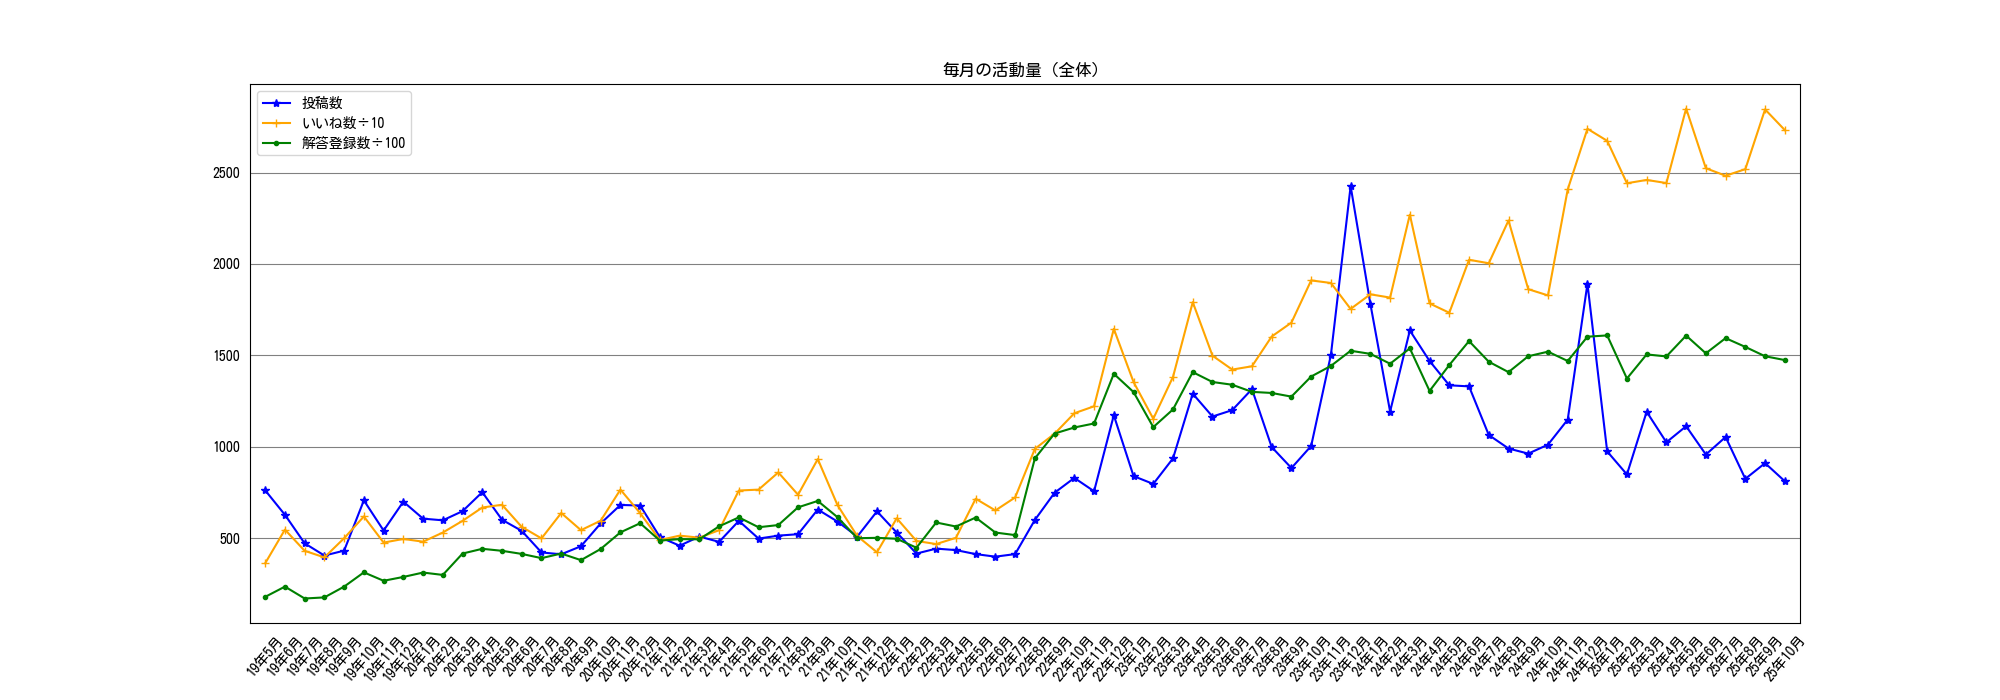 毎月の活動量（全体）
投稿数
いいね数÷10
解答登録数÷100
2500
2000
1500
1000
500
19年5月
19年6月
19年7月
19年8月
19年9月
19年10月
19年11月
19年12月
20年1月
20年2月
20年3月
20年4月
20年5月
20年6月
20年7月
20年8月
20年9月
20年10月
20年11月
20年12月
21年1月
21年2月
21年3月
21年4月
21年5月
21年6月
21年7月
21年8月
21年9月
21年10月
21年11月
21年12月
22年1月
22年2月
22年3月
22年4月
22年5月
22年6月
22年7月
22年8月
22年9月
22年10月
22年11月
22年12月
23年1月
23年2月
23年3月
23年4月
23年5月
23年6月
23年7月
23年8月
23年9月
23年10月
23年11月
23年12月
24年1月
24年2月
24年3月
24年4月
24年5月
24年6月
24年7月
24年8月
24年9月
24年10月
24年11月
24年12月
25年1月
25年2月
25年3月
25年4月
25年5月
25年6月
25年7月
25年8月
25年9月
25年10月